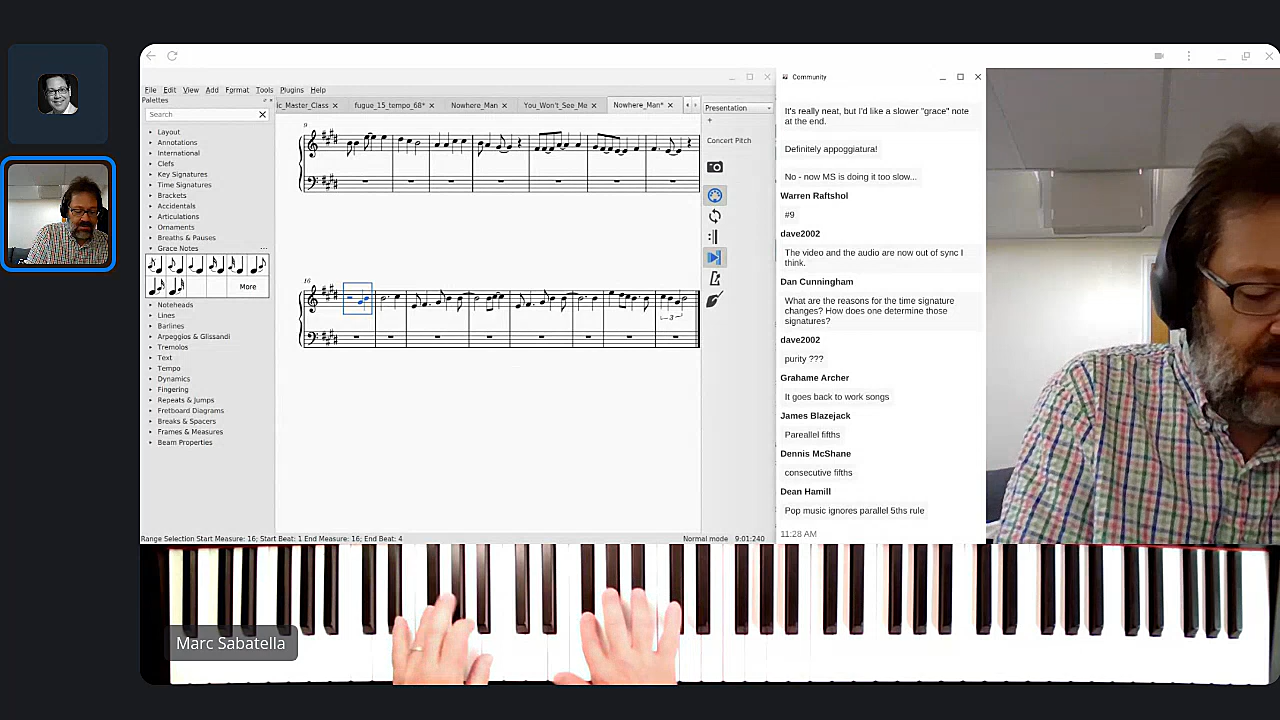 File Edit View Add Format Tools Plugins Help
Palettes
Search
Layout
Annotations
International
Clefs
Key Signatures
Time Signatures
Brackets
Accidentals
Articulations
Ornaments
Breaths & Pauses
Grace Notes
More
Noteheads
Lines
Barlines
Arpeggios & Glissandi
Tremolos
Text
Tempo
Dynamics
Fingering
Repeats & Jumps
Fretboard Diagrams
Breaks & Spacers
Frames & Measures
Beam Properties
ic_Master_Class fugue_15_tempo_68* Nowhere_Man You_Won't_See_Me Nowhere_Man*
9
16
3
Presentation
Concert Pitch
Range Selection Start Measure: 16; Start Beat: 1 End Measure: 16; End Beat: 4
Normal mode 9:01:240
Community
It's really neat, but I'd like a slower "grace" note
at the end.
Definitely appoggiatura!
No - now MS is doing it too slow...
Warren Raftshol
#9
dave2002
The video and the audio are now out of sync I
think.
Dan Cunningham
What are the reasons for the time signature
changes? How does one determine those
signatures?
dave2002
purity ???
Grahame Archer
It goes back to work songs
James Blazejack
Pareallel fifths
Dennis McShane
consecutive fifths
Dean Hamill
Pop music ignores parallel 5ths rule
11:28 AM
Marc Sabatella